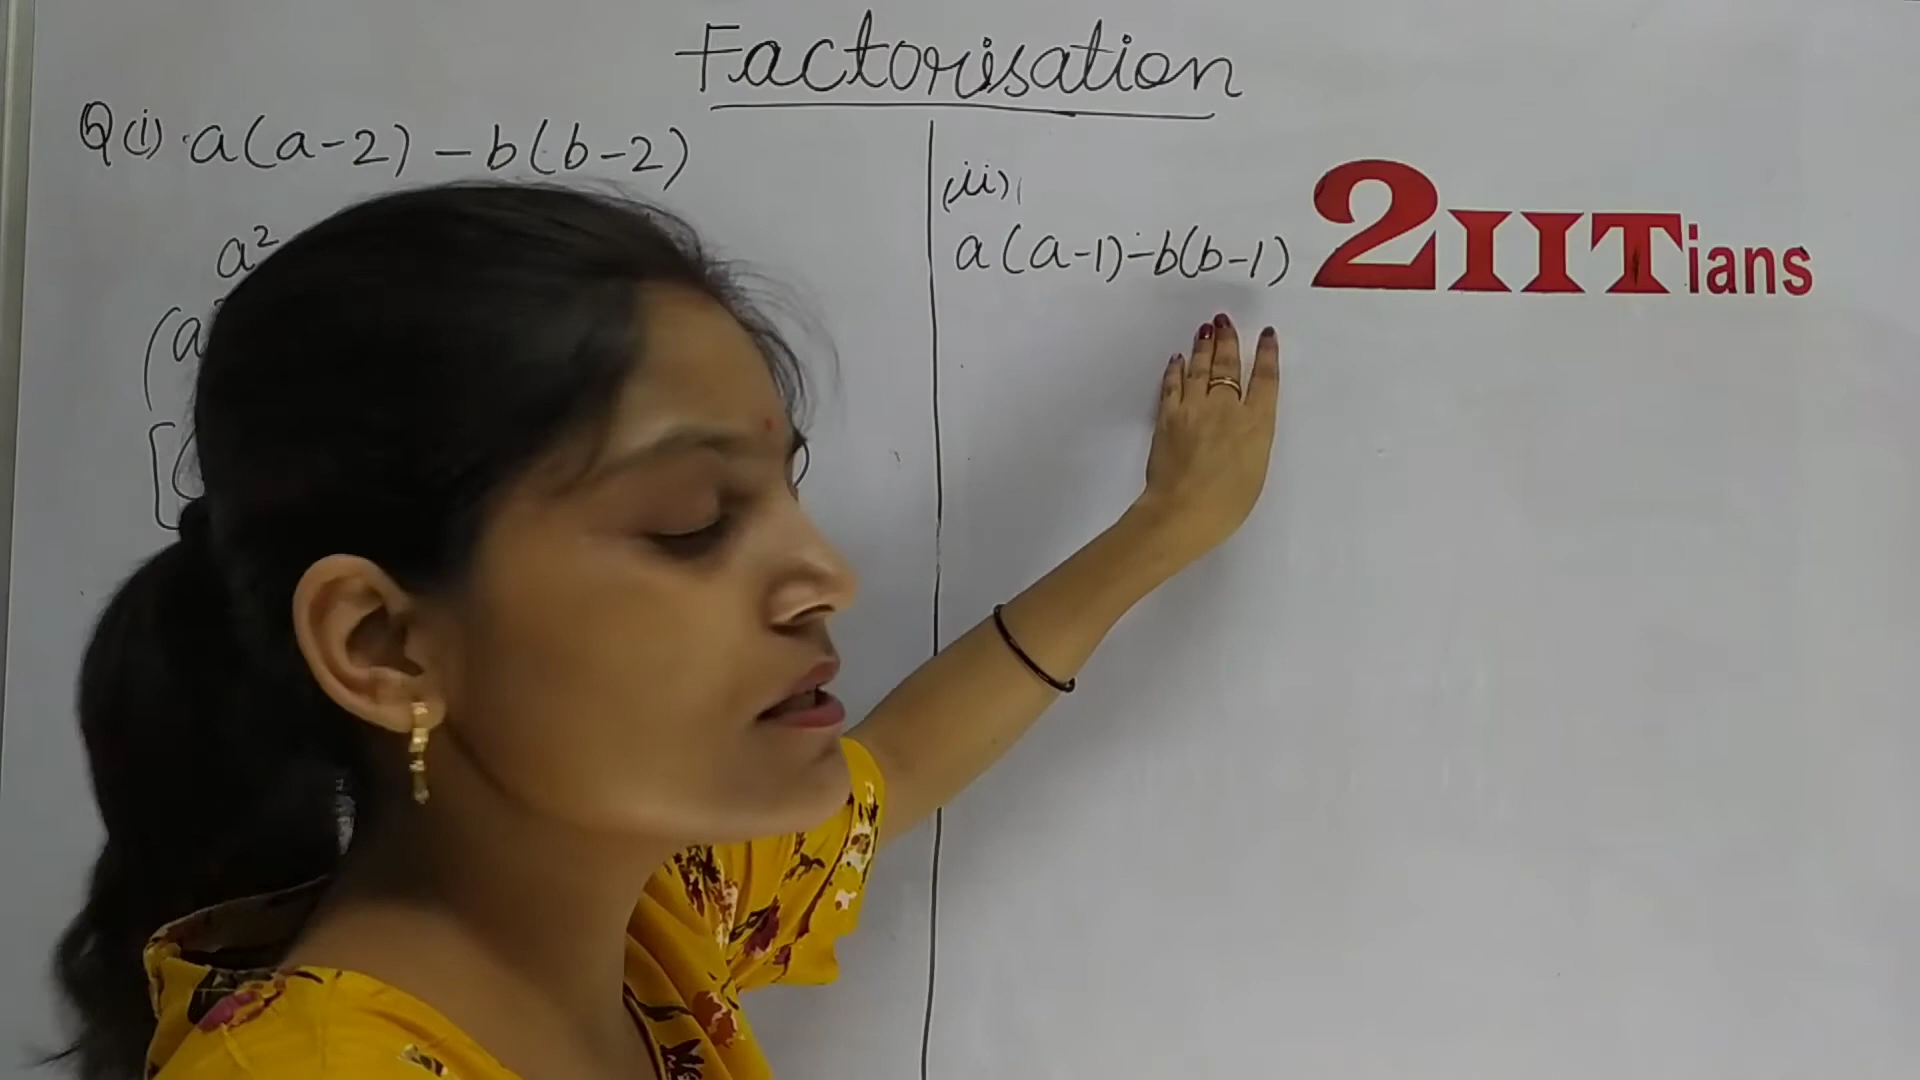 Factorisation
Q(i) a(a-2) - b(b-2)
a²
(a
[(
(ii)
a(a-1)-b(b-1)
2IITians